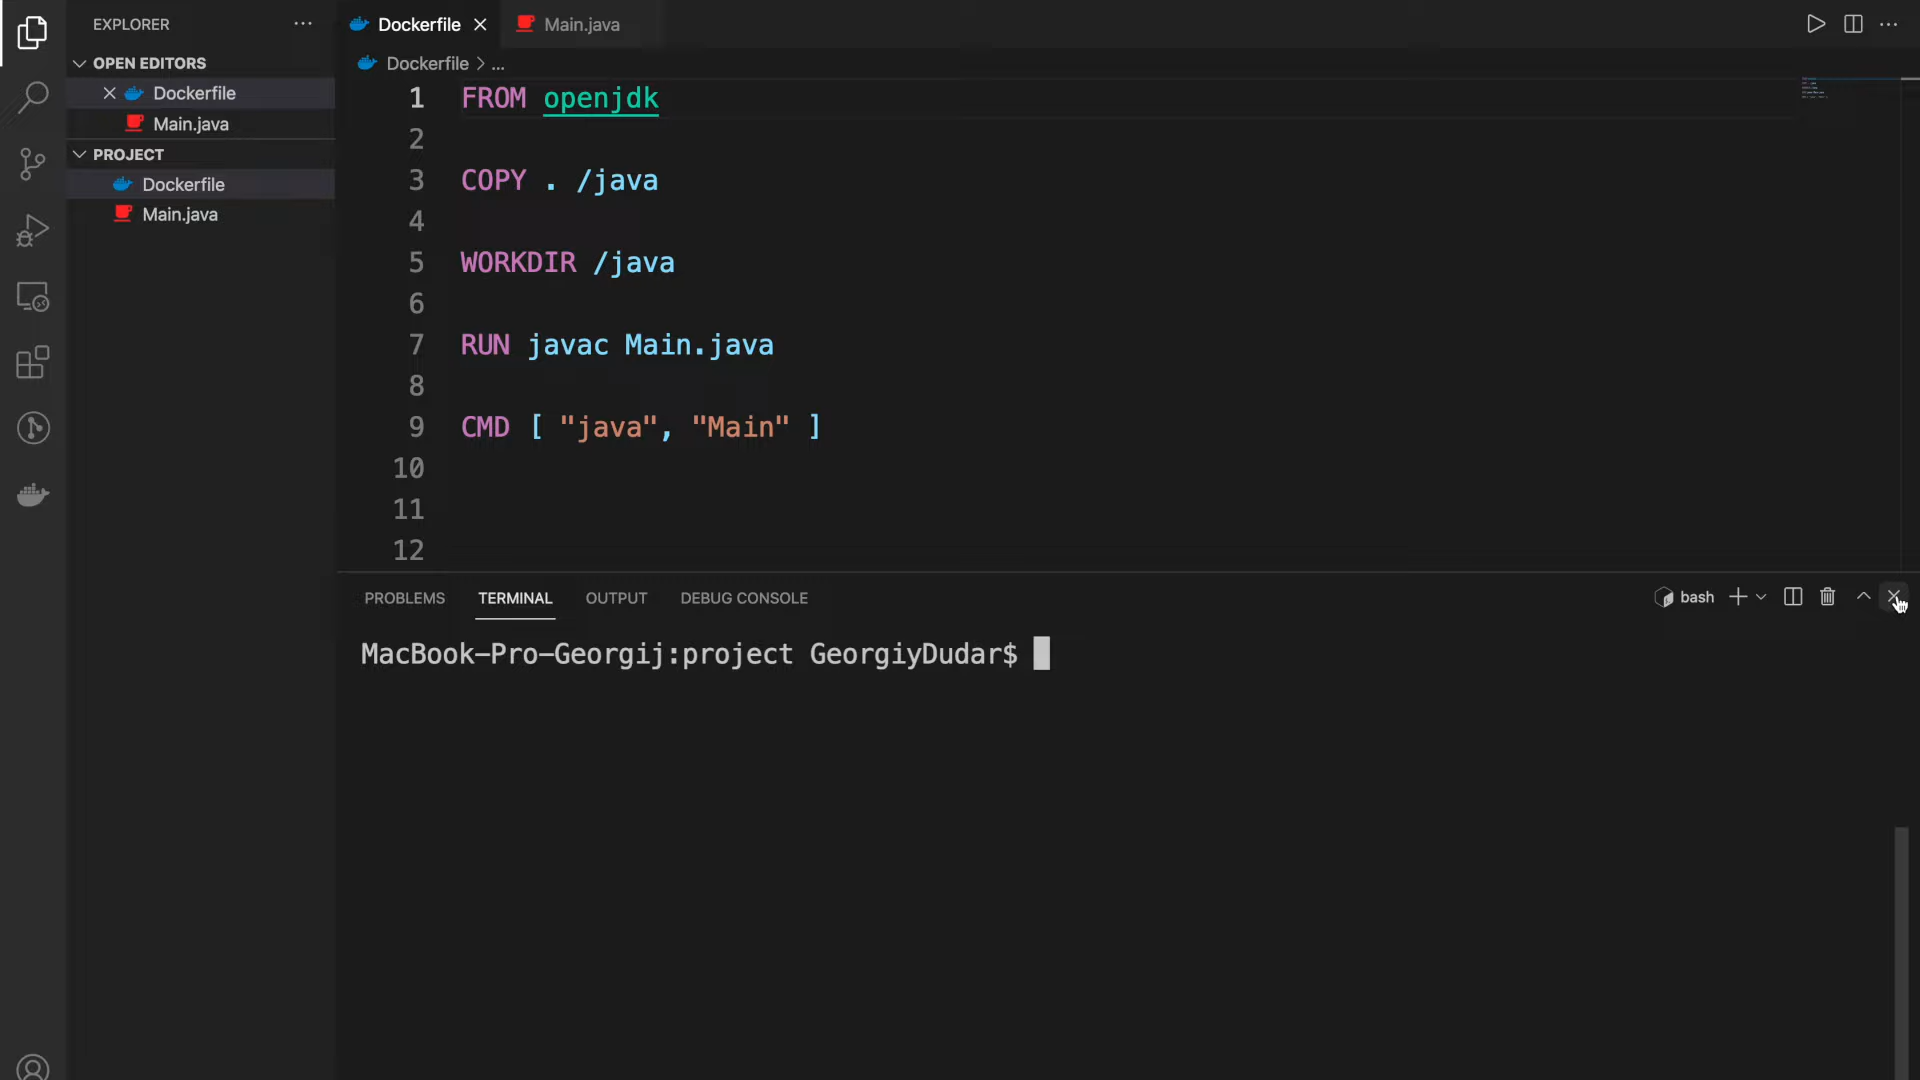 EXPLORER
OPEN EDITORS
Dockerfile
Main.java
PROJECT
Dockerfile
Main.java
Dockerfile
Main.java
Dockerfile > ...
1 FROM openjdk
2
3 COPY . /java
4
5 WORKDIR /java
6
7 RUN javac Main.java
8
9 CMD [ "java", "Main" ]
10
11
12
PROBLEMS TERMINAL OUTPUT DEBUG CONSOLE
bash
MacBook-Pro-Georgij:project GeorgiyDudar$